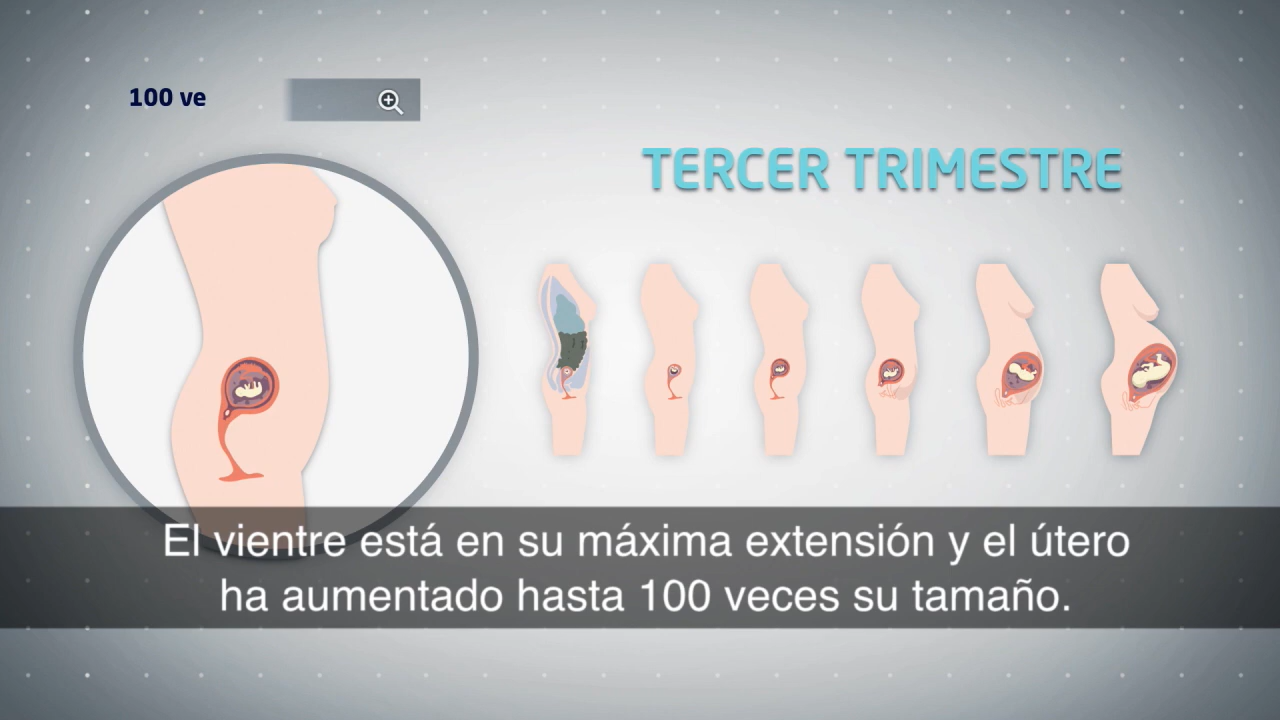 100 ve
TERCER TRIMESTRE
El vientre está en su máxima extensión y el útero
ha aumentado hasta 100 veces su tamaño.